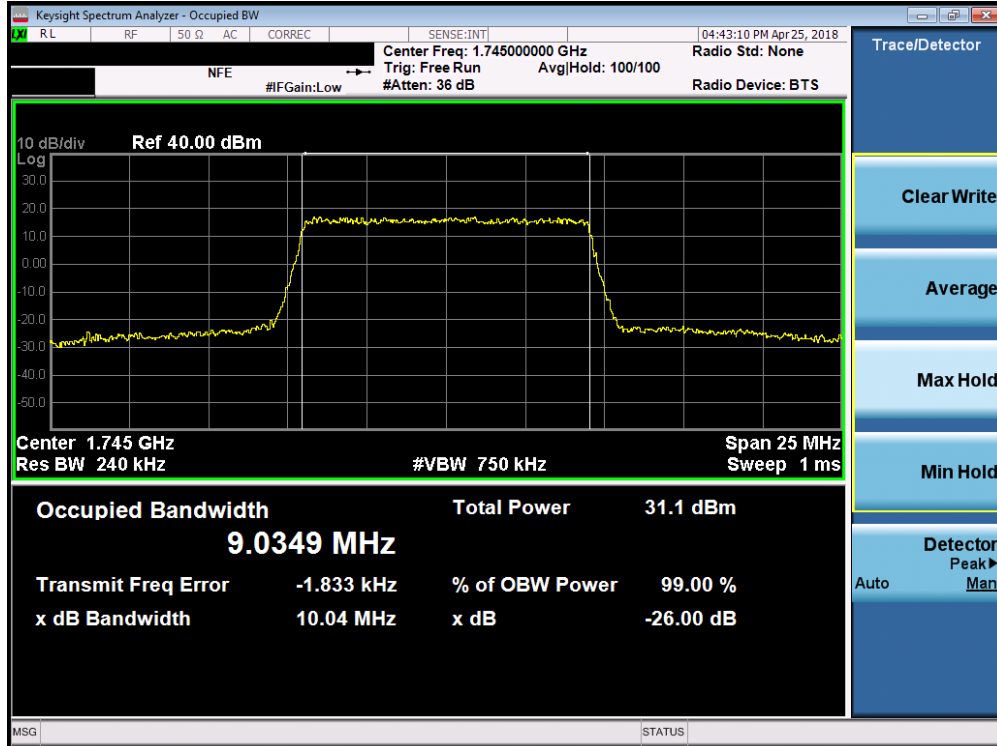 Keysight Spectrum Analyzer - Occupied BW
LXI RL RF 50 Ω AC CORREC SENSE:INT 04:43:10 PM Apr 25, 2018
Center Freq: 1.745000000 GHz Radio Std: None
NFE Trig: Free Run Avg|Hold: 100/100
#IFGain:Low #Atten: 36 dB Radio Device: BTS
10 dB/div Ref 40.00 dBm
Log
30.0
20.0
10.0
0.00
-10.0
-20.0
-30.0
-40.0
-50.0
Center 1.745 GHz Span 25 MHz
Res BW 240 kHz #VBW 750 kHz Sweep 1 ms
Occupied Bandwidth Total Power 31.1 dBm
9.0349 MHz
Transmit Freq Error -1.833 kHz % of OBW Power 99.00 %
x dB Bandwidth 10.04 MHz x dB -26.00 dB
MSG STATUS
Trace/Detector
Clear Write
Average
Max Hold
Min Hold
Detector
Peak▶
Auto Man